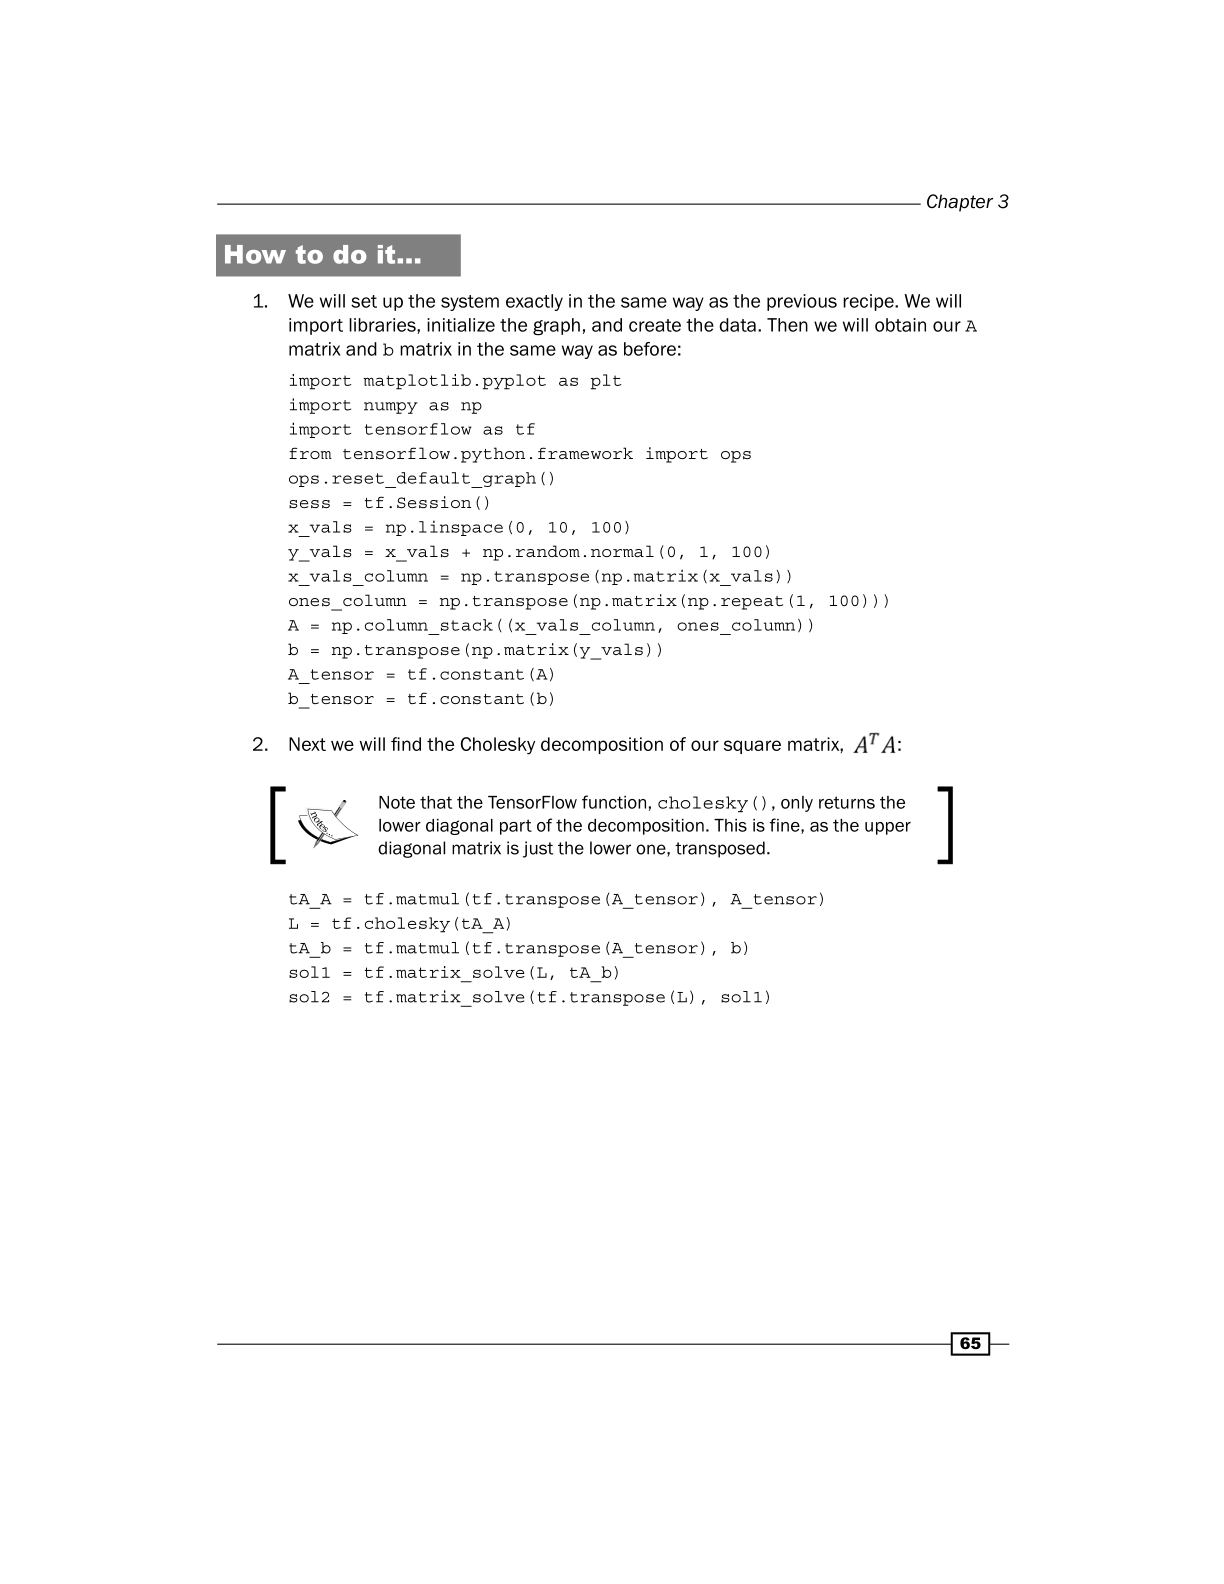 Chapter 3
How to do it...
1. We will set up the system exactly in the same way as the previous recipe. We will
import libraries, initialize the graph, and create the data. Then we will obtain our A
matrix and b matrix in the same way as before:
import matplotlib.pyplot as plt
import numpy as np
import tensorflow as tf
from tensorflow.python.framework import ops
ops.reset_default_graph()
sess = tf.Session()
x_vals = np.linspace(0, 10, 100)
y_vals = x_vals + np.random.normal(0, 1, 100)
x_vals_column = np.transpose(np.matrix(x_vals))
ones_column = np.transpose(np.matrix(np.repeat(1, 100)))
A = np.column_stack((x_vals_column, ones_column))
b = np.transpose(np.matrix(y_vals))
A_tensor = tf.constant(A)
b_tensor = tf.constant(b)
2. Next we will find the Cholesky decomposition of our square matrix, A^T A:
notes...
Note that the TensorFlow function, cholesky(), only returns the
lower diagonal part of the decomposition. This is fine, as the upper
diagonal matrix is just the lower one, transposed.
tA_A = tf.matmul(tf.transpose(A_tensor), A_tensor)
L = tf.cholesky(tA_A)
tA_b = tf.matmul(tf.transpose(A_tensor), b)
sol1 = tf.matrix_solve(L, tA_b)
sol2 = tf.matrix_solve(tf.transpose(L), sol1)
65